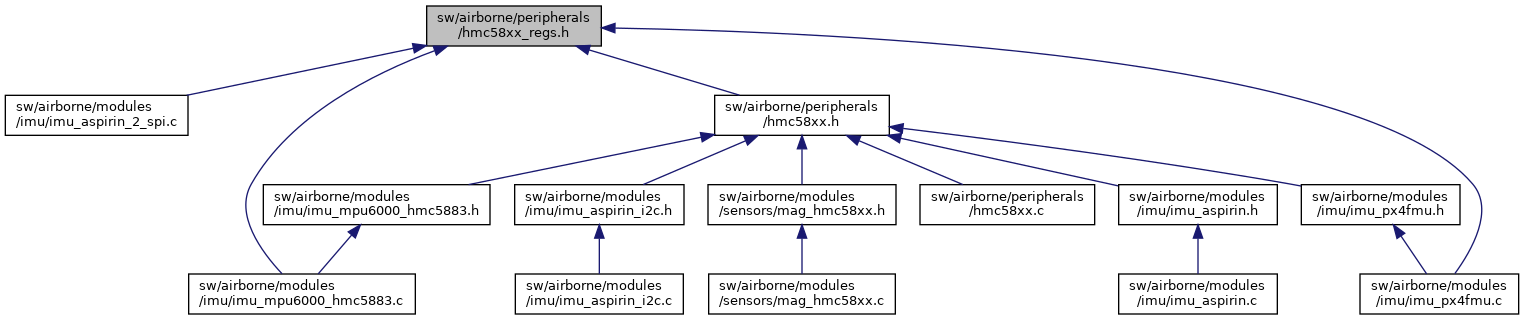 sw/airborne/peripherals
/hmc58xx_regs.h
sw/airborne/modules
/imu/imu_aspirin_2_spi.c
sw/airborne/peripherals
/hmc58xx.h
sw/airborne/modules
/imu/imu_mpu6000_hmc5883.h
sw/airborne/modules
/imu/imu_aspirin_i2c.h
sw/airborne/modules
/sensors/mag_hmc58xx.h
sw/airborne/peripherals
/hmc58xx.c
sw/airborne/modules
/imu/imu_aspirin.h
sw/airborne/modules
/imu/imu_px4fmu.h
sw/airborne/modules
/imu/imu_mpu6000_hmc5883.c
sw/airborne/modules
/imu/imu_aspirin_i2c.c
sw/airborne/modules
/sensors/mag_hmc58xx.c
sw/airborne/modules
/imu/imu_aspirin.c
sw/airborne/modules
/imu/imu_px4fmu.c